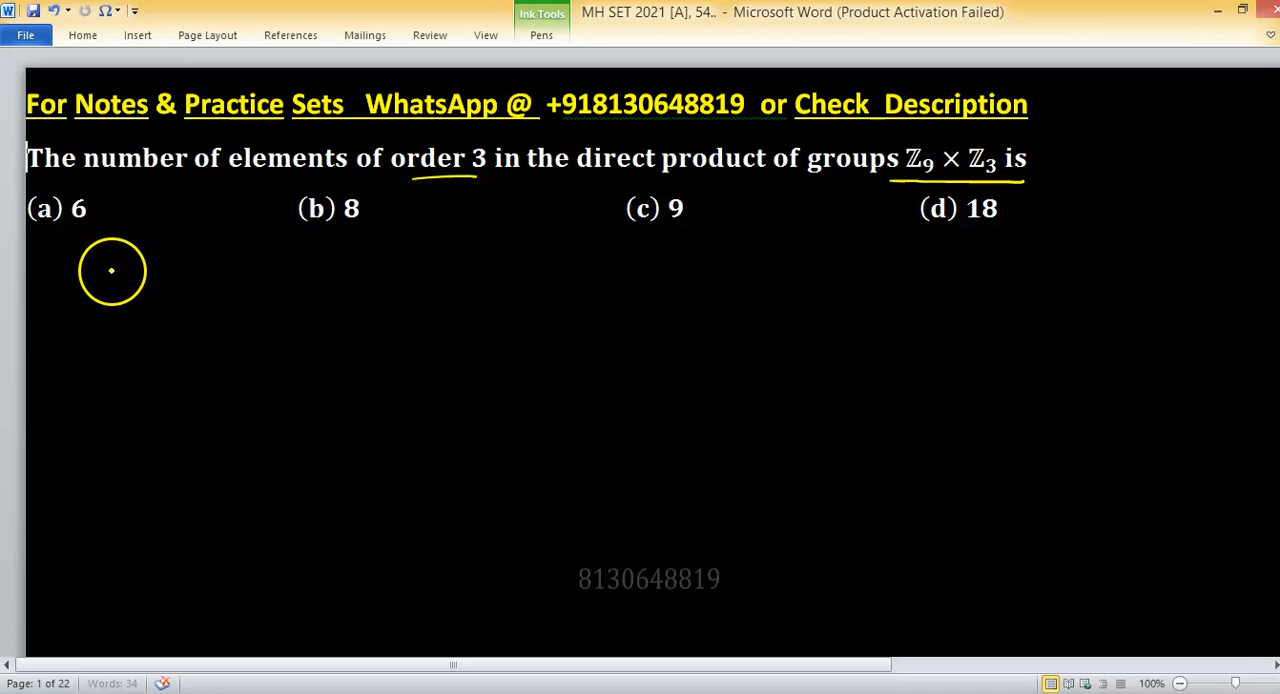 Ink Tools
MH SET 2021 [A], 54.. - Microsoft Word (Product Activation Failed)
File Home Insert Page Layout References Mailings Review View Pens
For Notes & Practice Sets WhatsApp @ +918130648819 or Check Description
The number of elements of order 3 in the direct product of groups ℤ₉ × ℤ₃ is
(a) 6 (b) 8 (c) 9 (d) 18
8130648819
Page: 1 of 22 Words: 34 100%